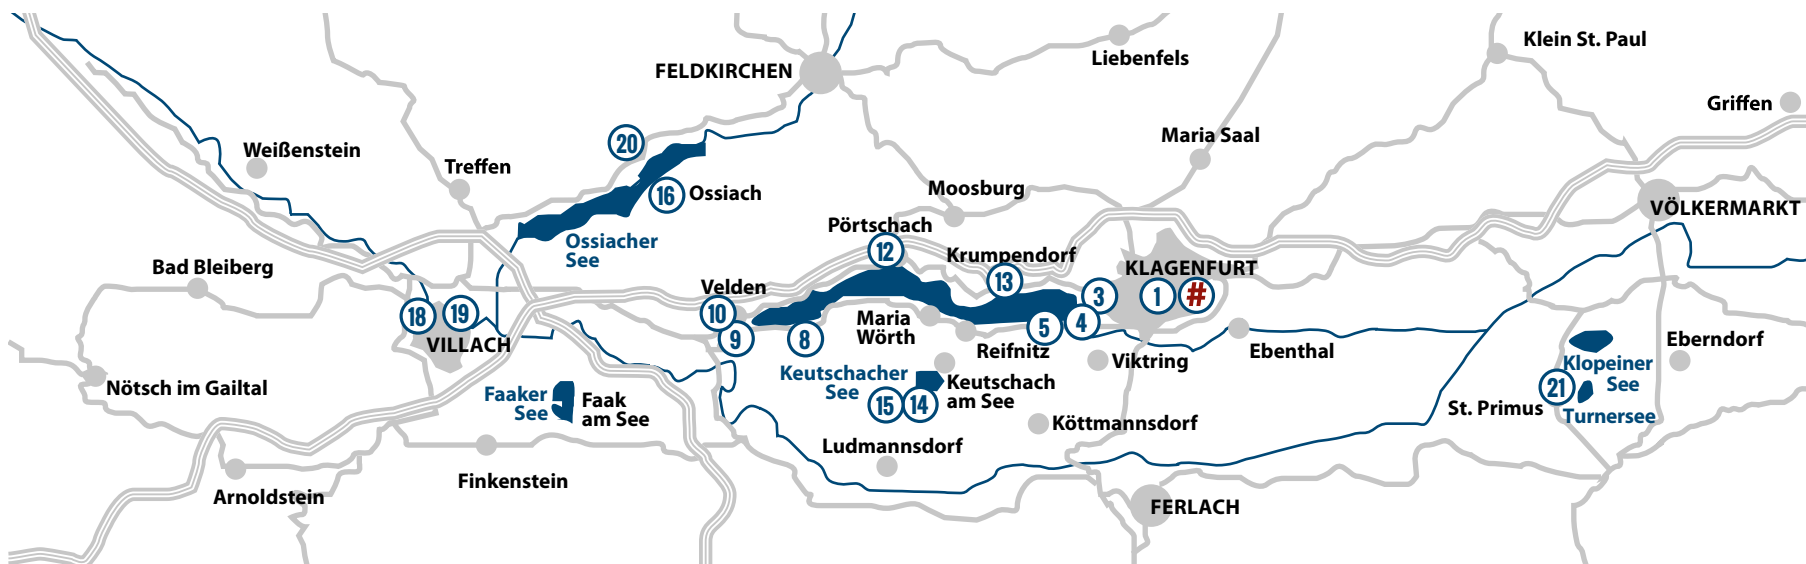 Klein St. Paul
Liebenfels
FELDKIRCHEN
Griffen
Maria Saal
20
Weißenstein
Treffen
16 Ossiach
Moosburg
VÖLKERMARKT
Pörtschach
Ossiacher
See
12
Krumpendorf
Bad Bleiberg
KLAGENFURT
13
Velden
3
1
#
10
18
19
Maria
Wörth
5
4
9
8
VILLACH
Reifnitz
Ebenthal
Eberndorf
Viktring
Klopeiner
See
Keutschacher
See
Keutschach
am See
Nötsch im Gailtal
Faaker
See
Faak
am See
21
15
14
St. Primus
Turnersee
Köttmannsdorf
Ludmannsdorf
Finkenstein
Arnoldstein
FERLACH